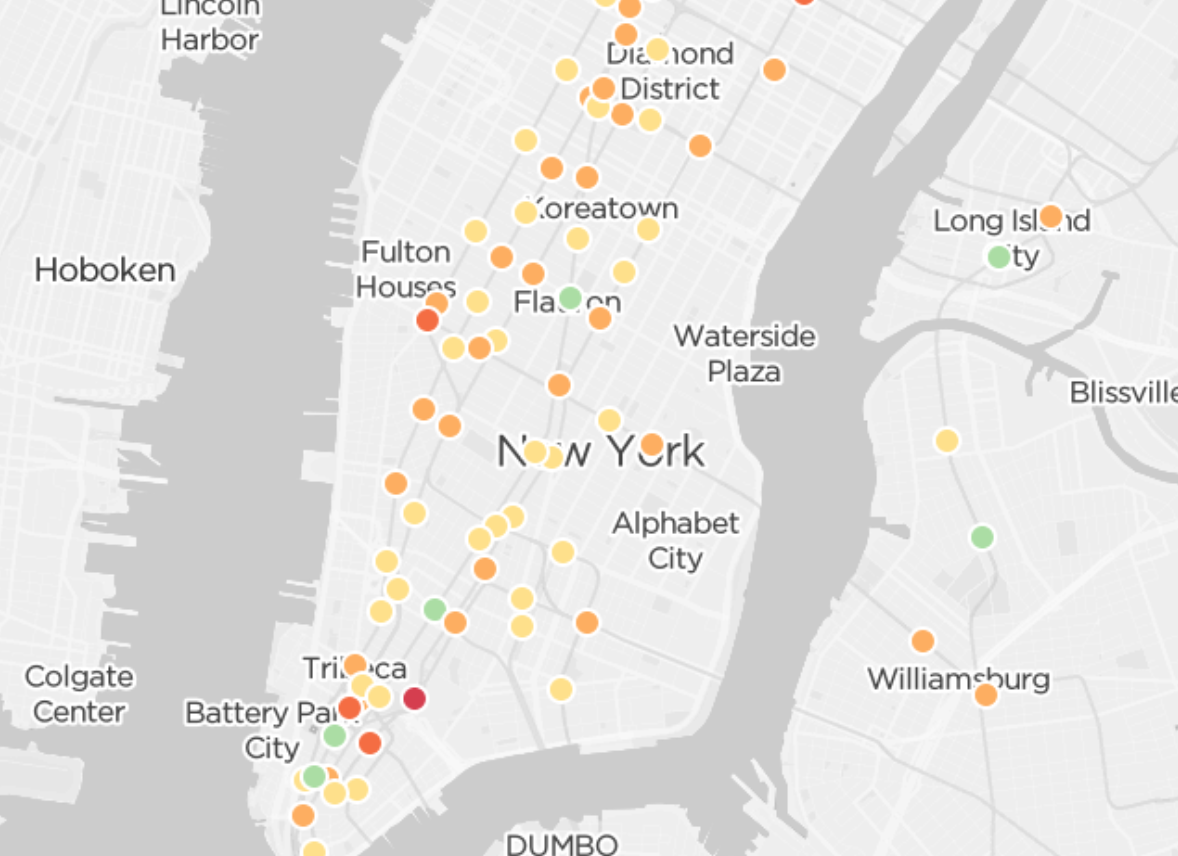 Lincoln
Harbor
Diamond
District
Koreatown
Long Island
City
Fulton
Houses
Hoboken
Flatiron
Waterside
Plaza
Blissville
New York
Alphabet
City
Tribeca
Colgate
Center
Williamsburg
Battery Park
City
DUMBO